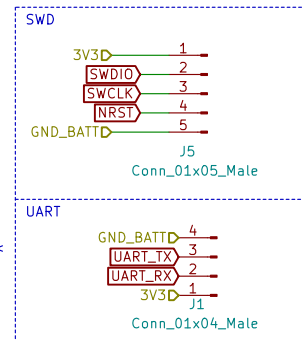 SWD
3V3 1
SWDIO 2
SWCLK 3
NRST 4
GND_BATT 5
J5
Conn_01x05_Male
UART
GND_BATT 4
UART_TX 3
UART_RX 2
3V3 1
J1
Conn_01x04_Male